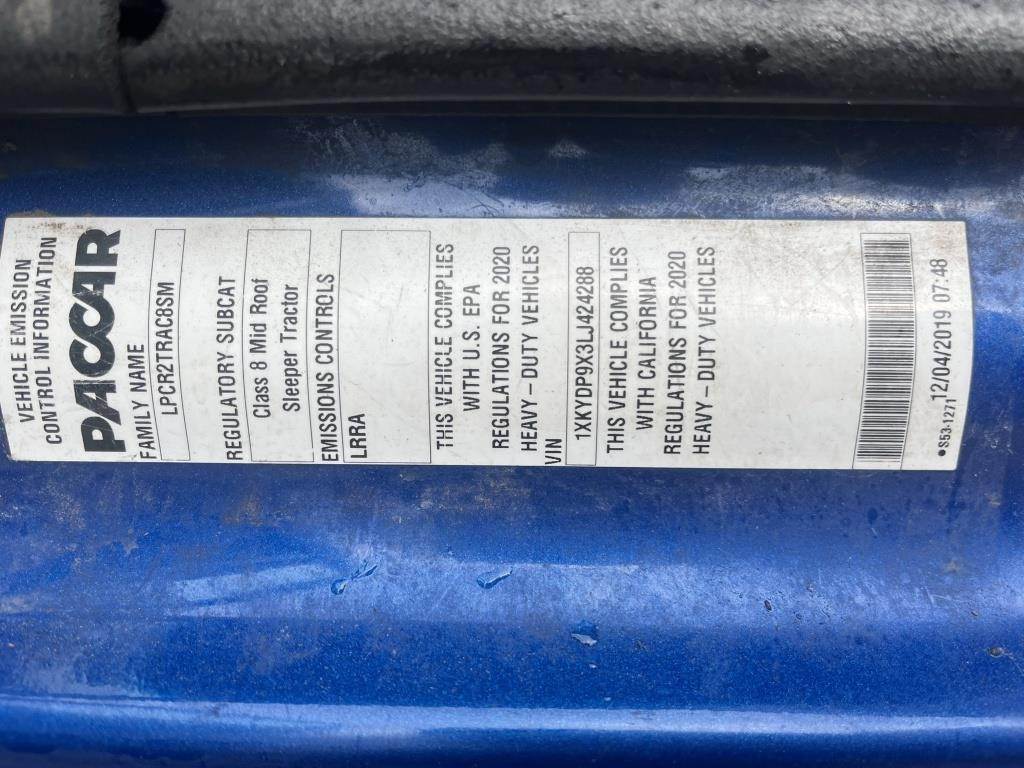 VEHICLE EMISSION
CONTROL INFORMATION
PACCAR
FAMILY NAME
LPCR2TRAC8SM
REGULATORY SUBCAT
Class 8 Mid Roof
Sleeper Tractor
EMISSIONS CONTROLS
LRRA
THIS VEHICLE COMPLIES
WITH U.S. EPA
REGULATIONS FOR 2020
HEAVY-DUTY VEHICLES
VIN
1XKYDP9X3LJ424288
THIS VEHICLE COMPLIES
WITH CALIFORNIA
REGULATIONS FOR 2020
HEAVY-DUTY VEHICLES
•S53-1271 12/04/2019 07:48